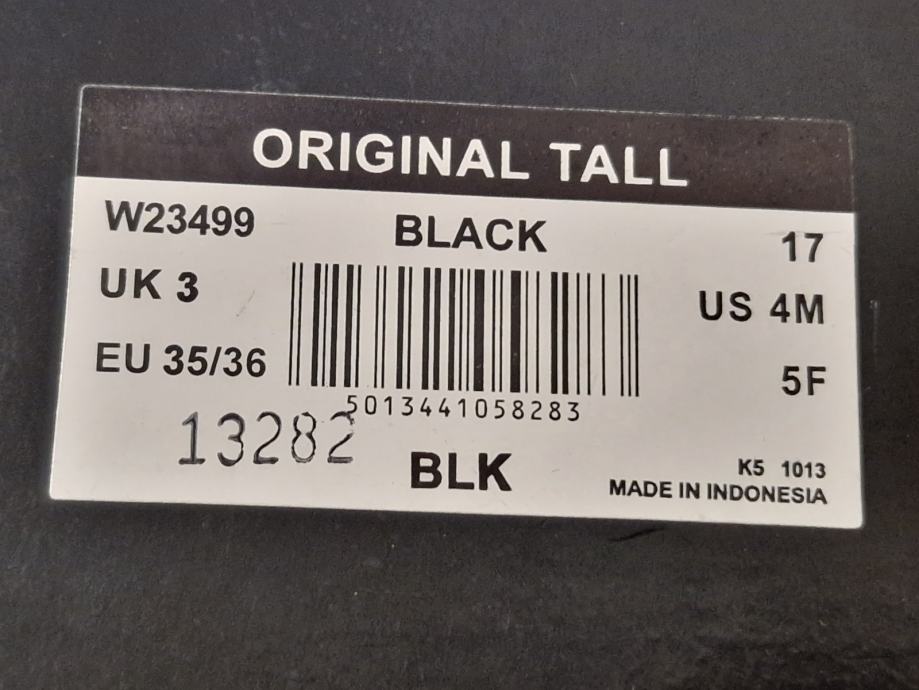 ORIGINAL TALL
W23499 BLACK 17
UK 3 US 4M
EU 35/36 5F
5013441058283
13282 BLK
K5 1013
MADE IN INDONESIA